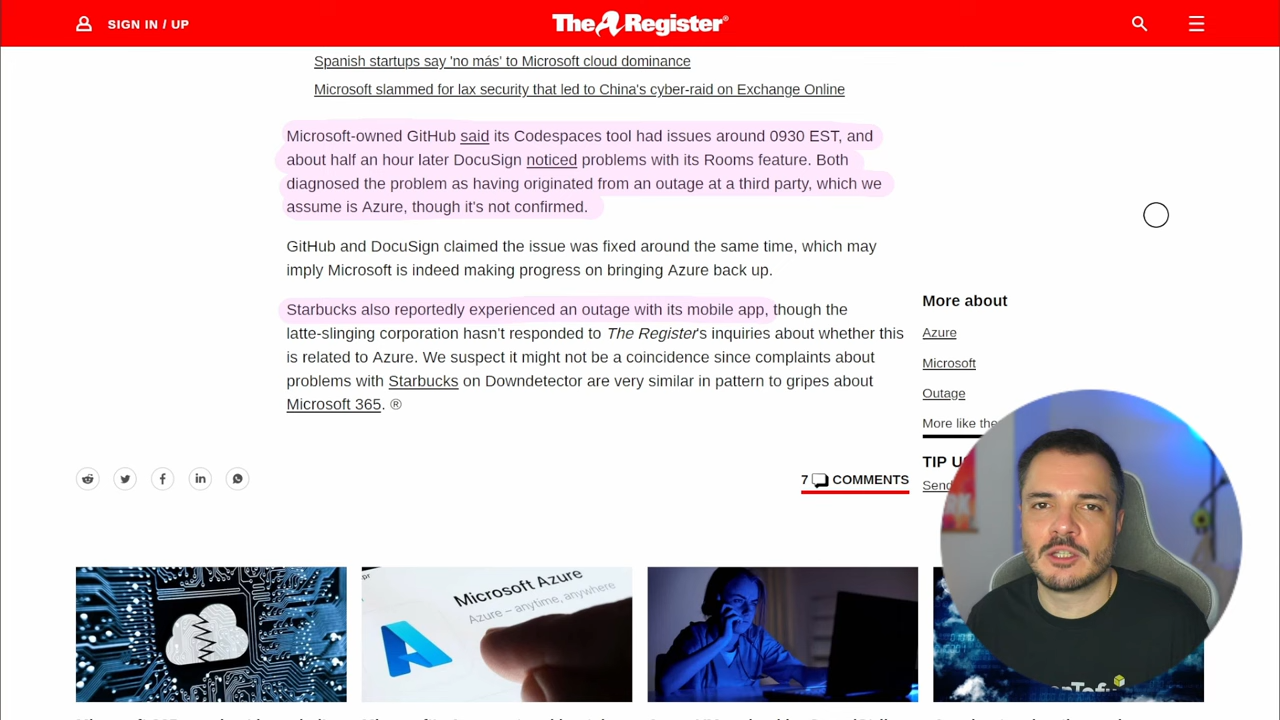 SIGN IN / UP
The Register®
Spanish startups say 'no más' to Microsoft cloud dominance
Microsoft slammed for lax security that led to China's cyber-raid on Exchange Online
Microsoft-owned GitHub said its Codespaces tool had issues around 0930 EST, and
about half an hour later DocuSign noticed problems with its Rooms feature. Both
diagnosed the problem as having originated from an outage at a third party, which we
assume is Azure, though it's not confirmed.
GitHub and DocuSign claimed the issue was fixed around the same time, which may
imply Microsoft is indeed making progress on bringing Azure back up.
Starbucks also reportedly experienced an outage with its mobile app, though the
latte-slinging corporation hasn't responded to The Register's inquiries about whether this
is related to Azure. We suspect it might not be a coincidence since complaints about
problems with Starbucks on Downdetector are very similar in pattern to gripes about
Microsoft 365. ®
More about
Azure
Microsoft
Outage
More like
TIP
Send
7 COMMENTS
Microsoft Azure
Azure – anytime, anywhere